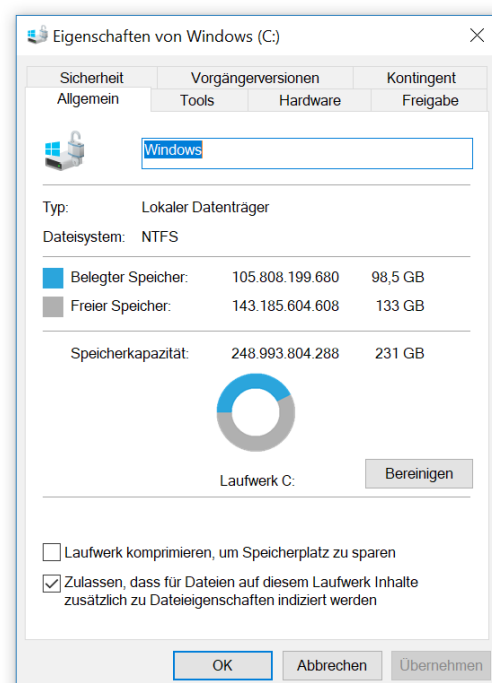 Eigenschaften von Windows (C:)
Sicherheit Vorgängerversionen Kontingent
Allgemein Tools Hardware Freigabe
Windows
Typ: Lokaler Datenträger
Dateisystem: NTFS
Belegter Speicher: 105.808.199.680 98,5 GB
Freier Speicher: 143.185.604.608 133 GB
Speicherkapazität: 248.993.804.288 231 GB
Laufwerk C:
Bereinigen
Laufwerk komprimieren, um Speicherplatz zu sparen
Zulassen, dass für Dateien auf diesem Laufwerk Inhalte
zusätzlich zu Dateieigenschaften indiziert werden
OK Abbrechen Übernehmen